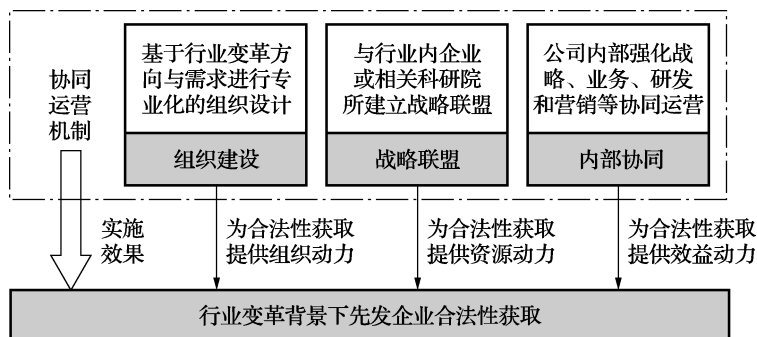 协同
运营
机制
基于行业变革方
向与需求进行专
业化的组织设计
组织建设
与行业内企业
或相关科研院
所建立战略联盟
战略联盟
公司内部强化战
略、业务、研发
和营销等协同运营
内部协同
实施
效果
为合法性获取
提供组织动力
为合法性获取
提供资源动力
为合法性获取
提供效益动力
行业变革背景下先发企业合法性获取